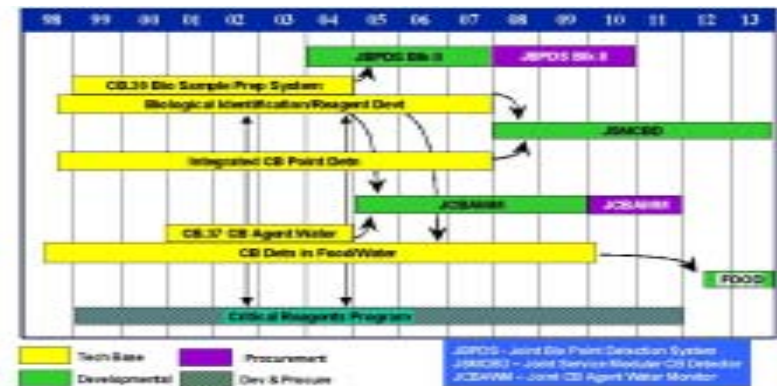 98 99 00 01 02 03 04 05 06 07 08 09 10 11 12 13
JBPDS Blk II JBPDS Blk II
CB.39 Bio Sample/Prep System
Biological Identification/Reagent Devt
JSMCBD
Integrated CB Point Detn
JCBAWM JCBAWM
CB.37 CB Agent Water
CB Detn in Food/Water
FOOD
Critical Reagents Program
Tech Base Procurement
Developmental Dev & Procure
JBPDS - Joint Bio Point Detection System
JSMCBD - Joint Service Modular CB Detector
JCBAWM - Joint CB Agent Water Monitor